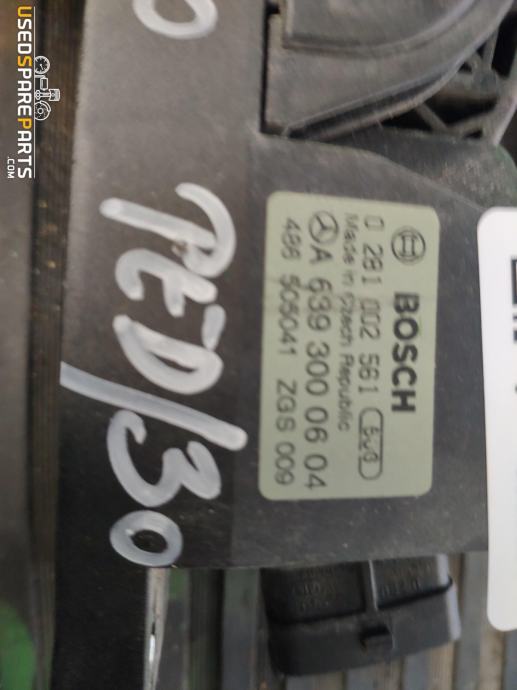 USEDSPAREPARTS
.COM
PED/30
BOSCH
0 281 002 561
Made in Czech Republic
A 639 300 06 04
486 505041 ZGS 009